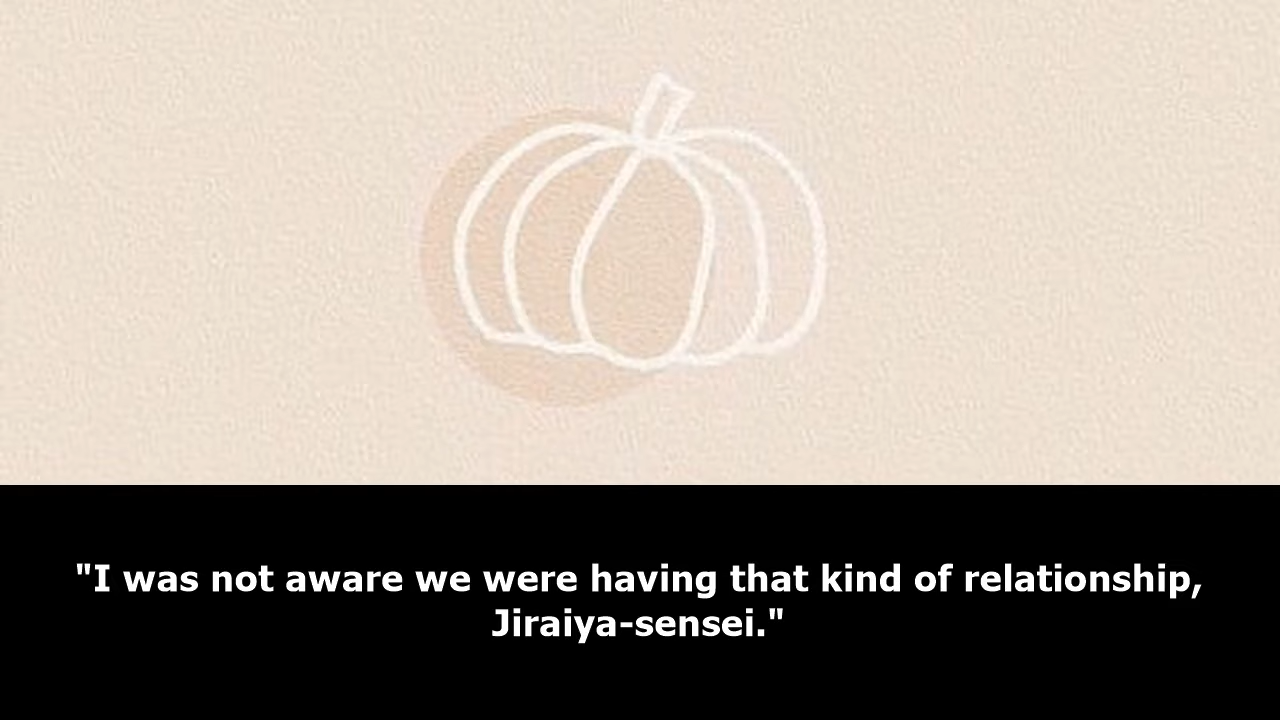 "I was not aware we were having that kind of relationship,
Jiraiya-sensei."